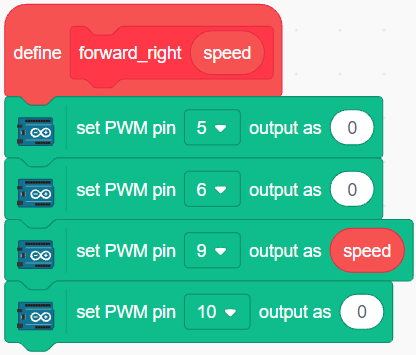 define forward_right speed
set PWM pin 5 output as 0
set PWM pin 6 output as 0
set PWM pin 9 output as speed
set PWM pin 10 output as 0